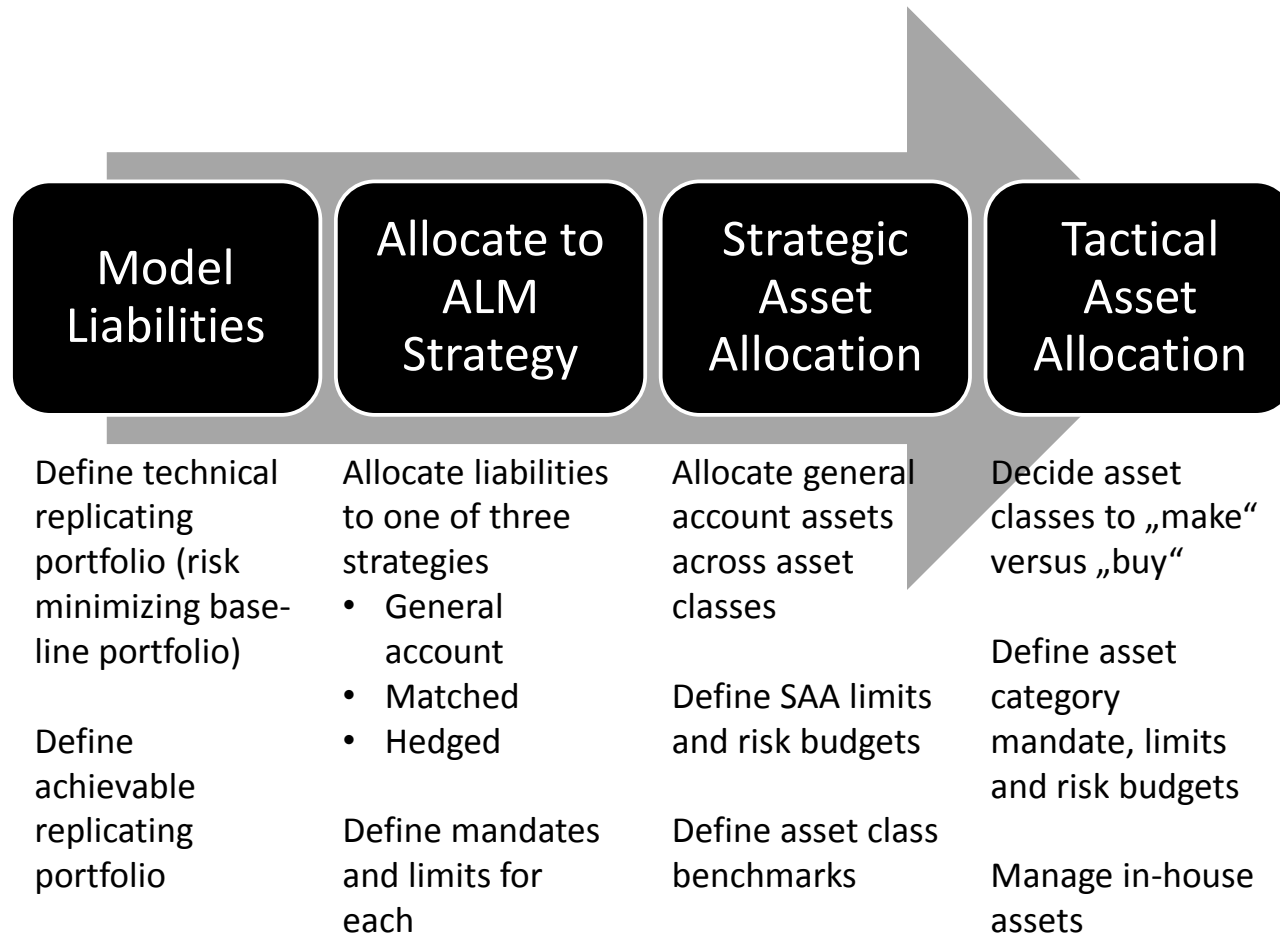 Model
Liabilities
Allocate to
ALM
Strategy
Strategic
Asset
Allocation
Tactical
Asset
Allocation
Define technical
replicating
portfolio (risk
minimizing base-
line portfolio)
Define
achievable
replicating
portfolio
Allocate liabilities
to one of three
strategies
• General
account
• Matched
• Hedged
Define mandates
and limits for
each
Allocate general
account assets
across asset
classes
Define SAA limits
and risk budgets
Define asset class
benchmarks
Decide asset
classes to „make“
versus „buy“
Define asset
category
mandate, limits
and risk budgets
Manage in-house
assets